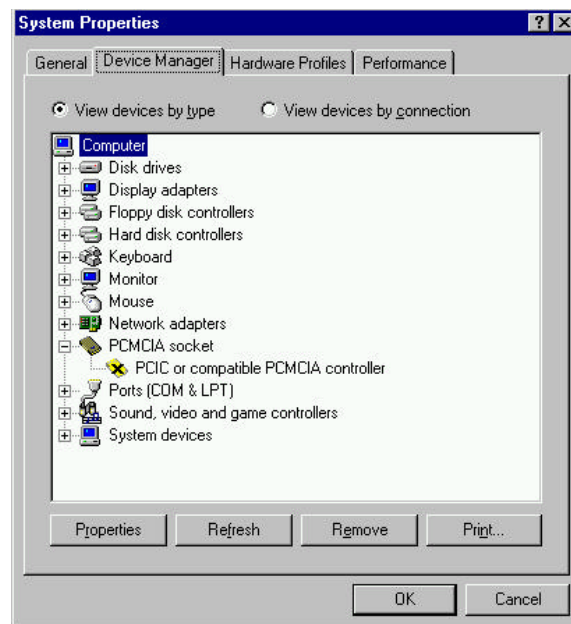 System Properties
General Device Manager Hardware Profiles Performance
View devices by type View devices by connection
Computer
Disk drives
Display adapters
Floppy disk controllers
Hard disk controllers
Keyboard
Monitor
Mouse
Network adapters
PCMCIA socket
PCIC or compatible PCMCIA controller
Ports (COM & LPT)
Sound, video and game controllers
System devices
Properties Refresh Remove Print...
OK Cancel